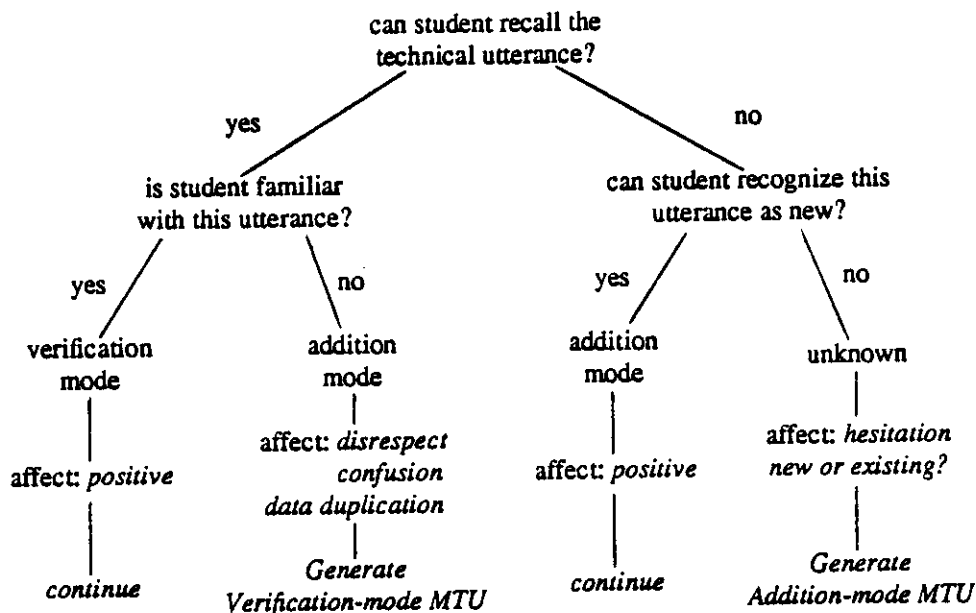 can student recall the
technical utterance?
yes
no
is student familiar
with this utterance?
can student recognize this
utterance as new?
yes
no
yes
no
verification
mode
addition
mode
addition
mode
unknown
affect: positive
affect: disrespect
confusion
data duplication
affect: positive
affect: hesitation
new or existing?
continue
Generate
Verification-mode MTU
continue
Generate
Addition-mode MTU